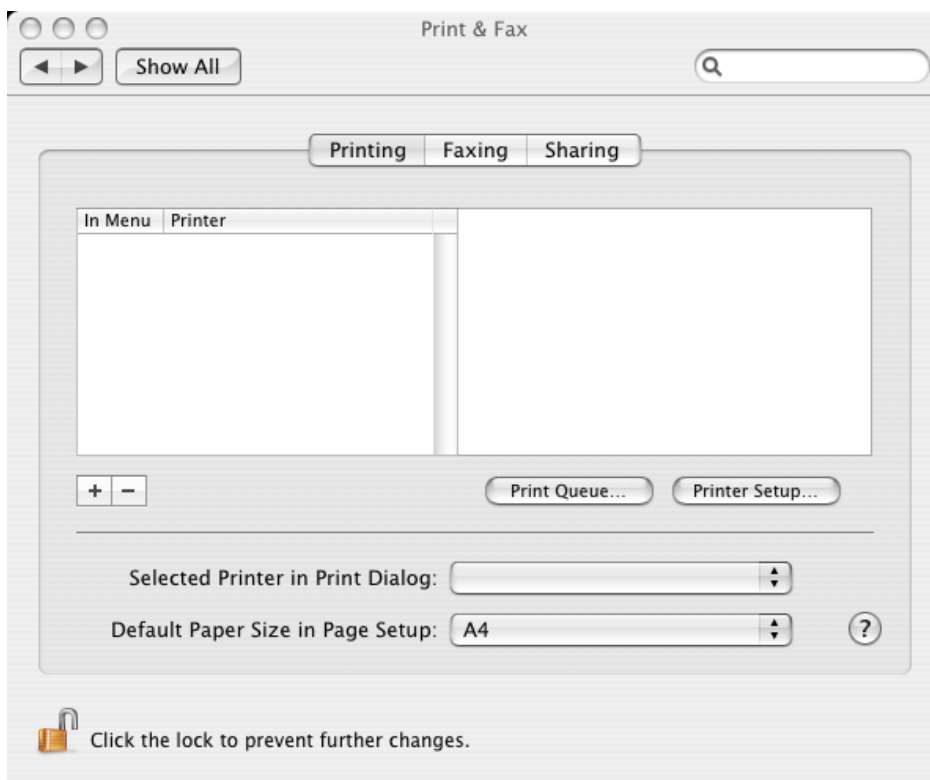 Print & Fax
Show All
Printing Faxing Sharing
In Menu Printer
+ −
Print Queue... Printer Setup...
Selected Printer in Print Dialog:
Default Paper Size in Page Setup: A4 ?
Click the lock to prevent further changes.